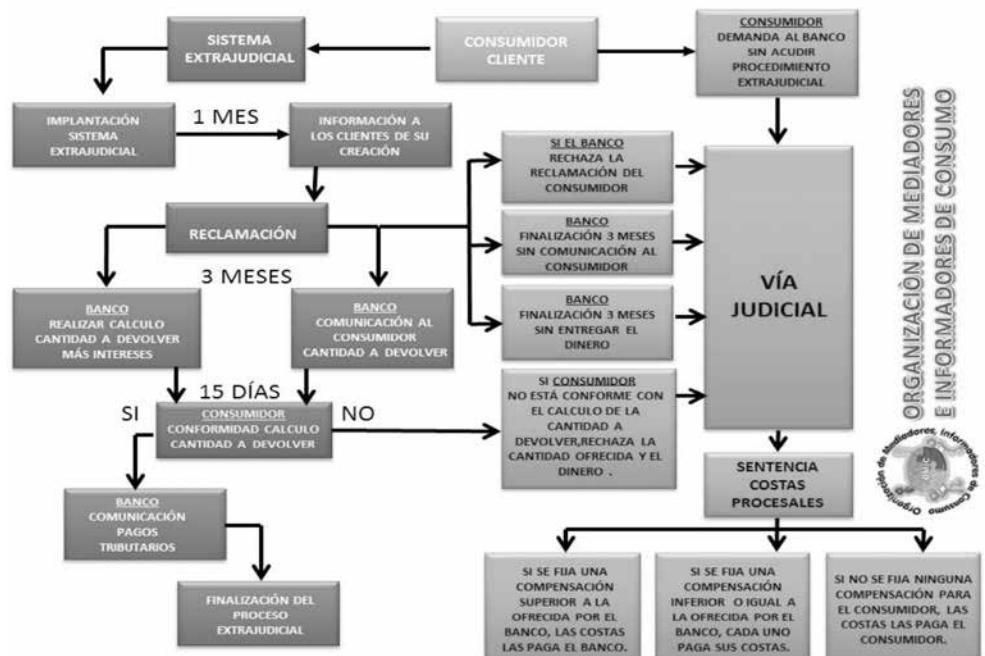 SISTEMA
EXTRAJUDICIAL
CONSUMIDOR
CLIENTE
CONSUMIDOR
DEMANDA AL BANCO
SIN ACUDIR
PROCEDIMIENTO
EXTRAJUDICIAL
IMPLANTACIÓN
SISTEMA
EXTRAJUDICIAL
1 MES
INFORMACIÓN A
LOS CLIENTES DE SU
CREACIÓN
RECLAMACIÓN
3 MESES
BANCO
REALIZAR CALCULO
CANTIDAD A DEVOLVER
MÁS INTERESES
BANCO
COMUNICACIÓN AL
CONSUMIDOR
CANTIDAD A DEVOLVER
15 DÍAS
SI
CONSUMIDOR
CONFORMIDAD CALCULO
CANTIDAD A DEVOLVER
NO
BANCO
COMUNICACIÓN
PAGOS
TRIBUTARIOS
FINALIZACIÓN DEL
PROCESO
EXTRAJUDICIAL
SI EL BANCO
RECHAZA LA
RECLAMACIÓN DEL
CONSUMIDOR
BANCO
FINALIZACIÓN 3 MESES
SIN COMUNICACIÓN AL
CONSUMIDOR
BANCO
FINALIZACIÓN 3 MESES
SIN ENTREGAR EL
DINERO
SI CONSUMIDOR
NO ESTÁ CONFORME CON
EL CALCULO DE LA
CANTIDAD A
DEVOLVER,RECHAZA LA
CANTIDAD OFRECIDA Y EL
DINERO .
VÍA
JUDICIAL
SENTENCIA
COSTAS
PROCESALES
SI SE FIJA UNA
COMPENSACIÓN
SUPERIOR A LA
OFRECIDA POR EL
BANCO, LAS COSTAS
LAS PAGA EL BANCO.
SI SE FIJA UNA
COMPENSACIÓN
INFERIOR O IGUAL A
LA OFRECIDA POR EL
BANCO, CADA UNO
PAGA SUS COSTAS.
SI NO SE FIJA NINGUNA
COMPENSACIÓN PARA
EL CONSUMIDOR, LAS
COSTAS LAS PAGA EL
CONSUMIDOR.
ORGANIZACIÓN DE MEDIADORES
E INFORMADORES DE CONSUMO
Organización de Mediadores, Informadores de Consumo